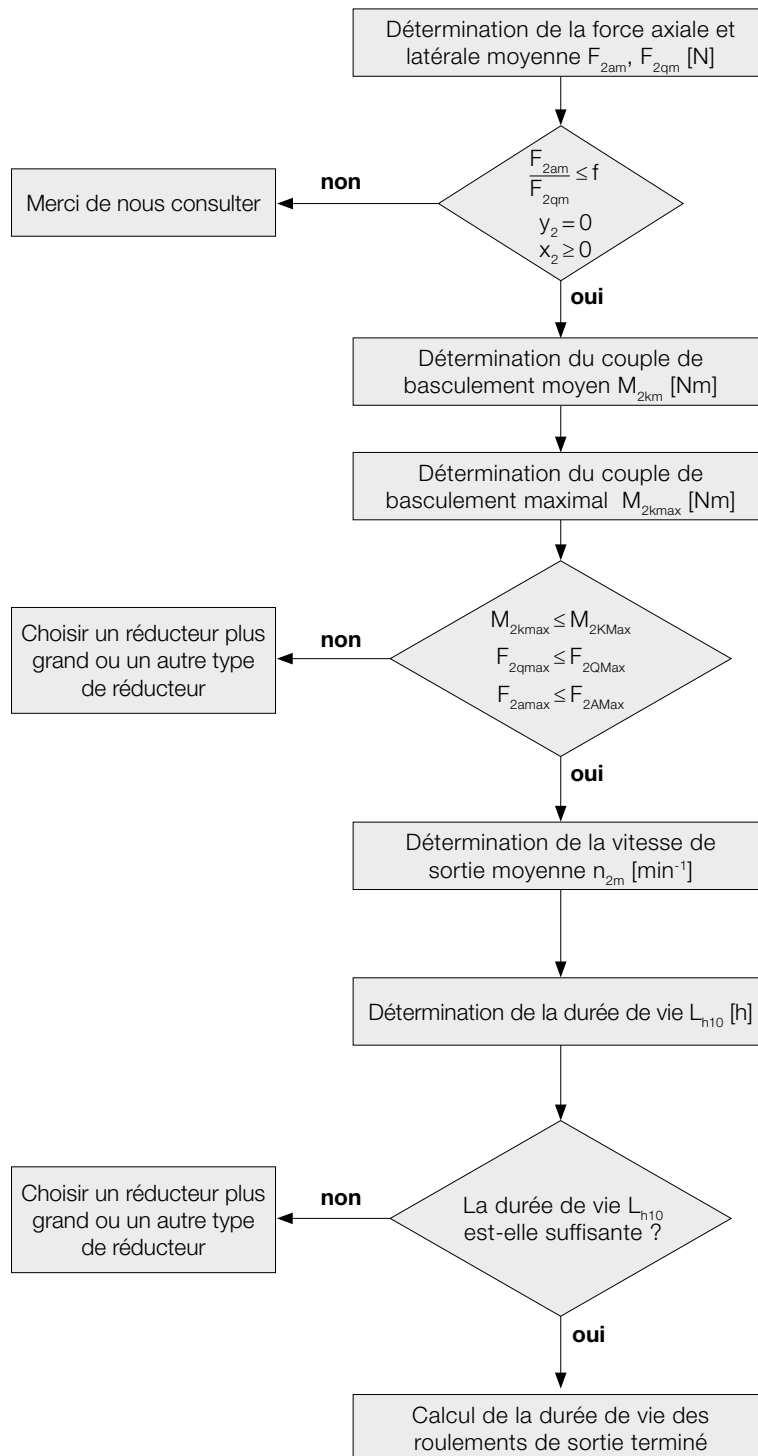 Détermination de la force axiale et
latérale moyenne F₂ₐₘ, F₂qₘ [N]
F₂ₐₘ
F₂qₘ
≤ f
y₂ = 0
x₂ ≥ 0
non
Merci de nous consulter
oui
Détermination du couple de
basculement moyen M₂ₖₘ [Nm]
Détermination du couple de
basculement maximal M₂ₖₘₐₓ [Nm]
M₂ₖₘₐₓ ≤ M₂KMax
F₂qₘₐₓ ≤ F₂QMax
F₂ₐₘₐₓ ≤ F₂AMax
non
Choisir un réducteur plus
grand ou un autre type
de réducteur
oui
Détermination de la vitesse de
sortie moyenne n₂ₘ [min⁻¹]
Détermination de la durée de vie Lₕ₁₀ [h]
La durée de vie Lₕ₁₀
est-elle suffisante ?
non
Choisir un réducteur plus
grand ou un autre type
de réducteur
oui
Calcul de la durée de vie des
roulements de sortie terminé